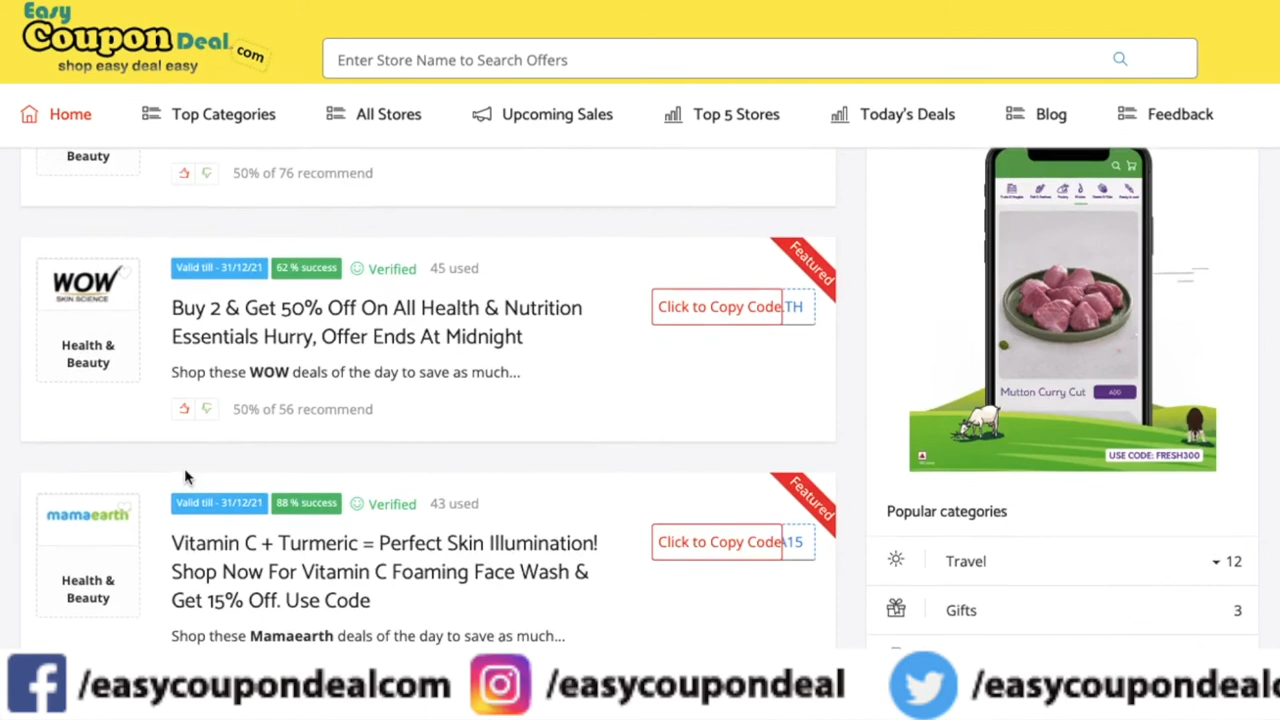 Easy
Coupon Deal.com
shop easy deal easy
Enter Store Name to Search Offers
Home
Top Categories
All Stores
Upcoming Sales
Top 5 Stores
Today's Deals
Blog
Feedback
Beauty
50% of 76 recommend
WOW
SKIN SCIENCE
Health &
Beauty
Valid till - 31/12/21
62 % success
Verified
45 used
Featured
Buy 2 & Get 50% Off On All Health & Nutrition
Essentials Hurry, Offer Ends At Midnight
Click to Copy Code
TH
Shop these WOW deals of the day to save as much...
50% of 56 recommend
mamaearth
Health &
Beauty
Valid till - 31/12/21
88 % success
Verified
43 used
Featured
Vitamin C + Turmeric = Perfect Skin Illumination!
Shop Now For Vitamin C Foaming Face Wash &
Get 15% Off. Use Code
Click to Copy Code
15
Shop these Mamaearth deals of the day to save as much...
Mutton Curry Cut
ADD
USE CODE: FRESH300
Popular categories
Travel
12
Gifts
3
/easycoupondealcom
/easycoupondeal
/easycoupondealc